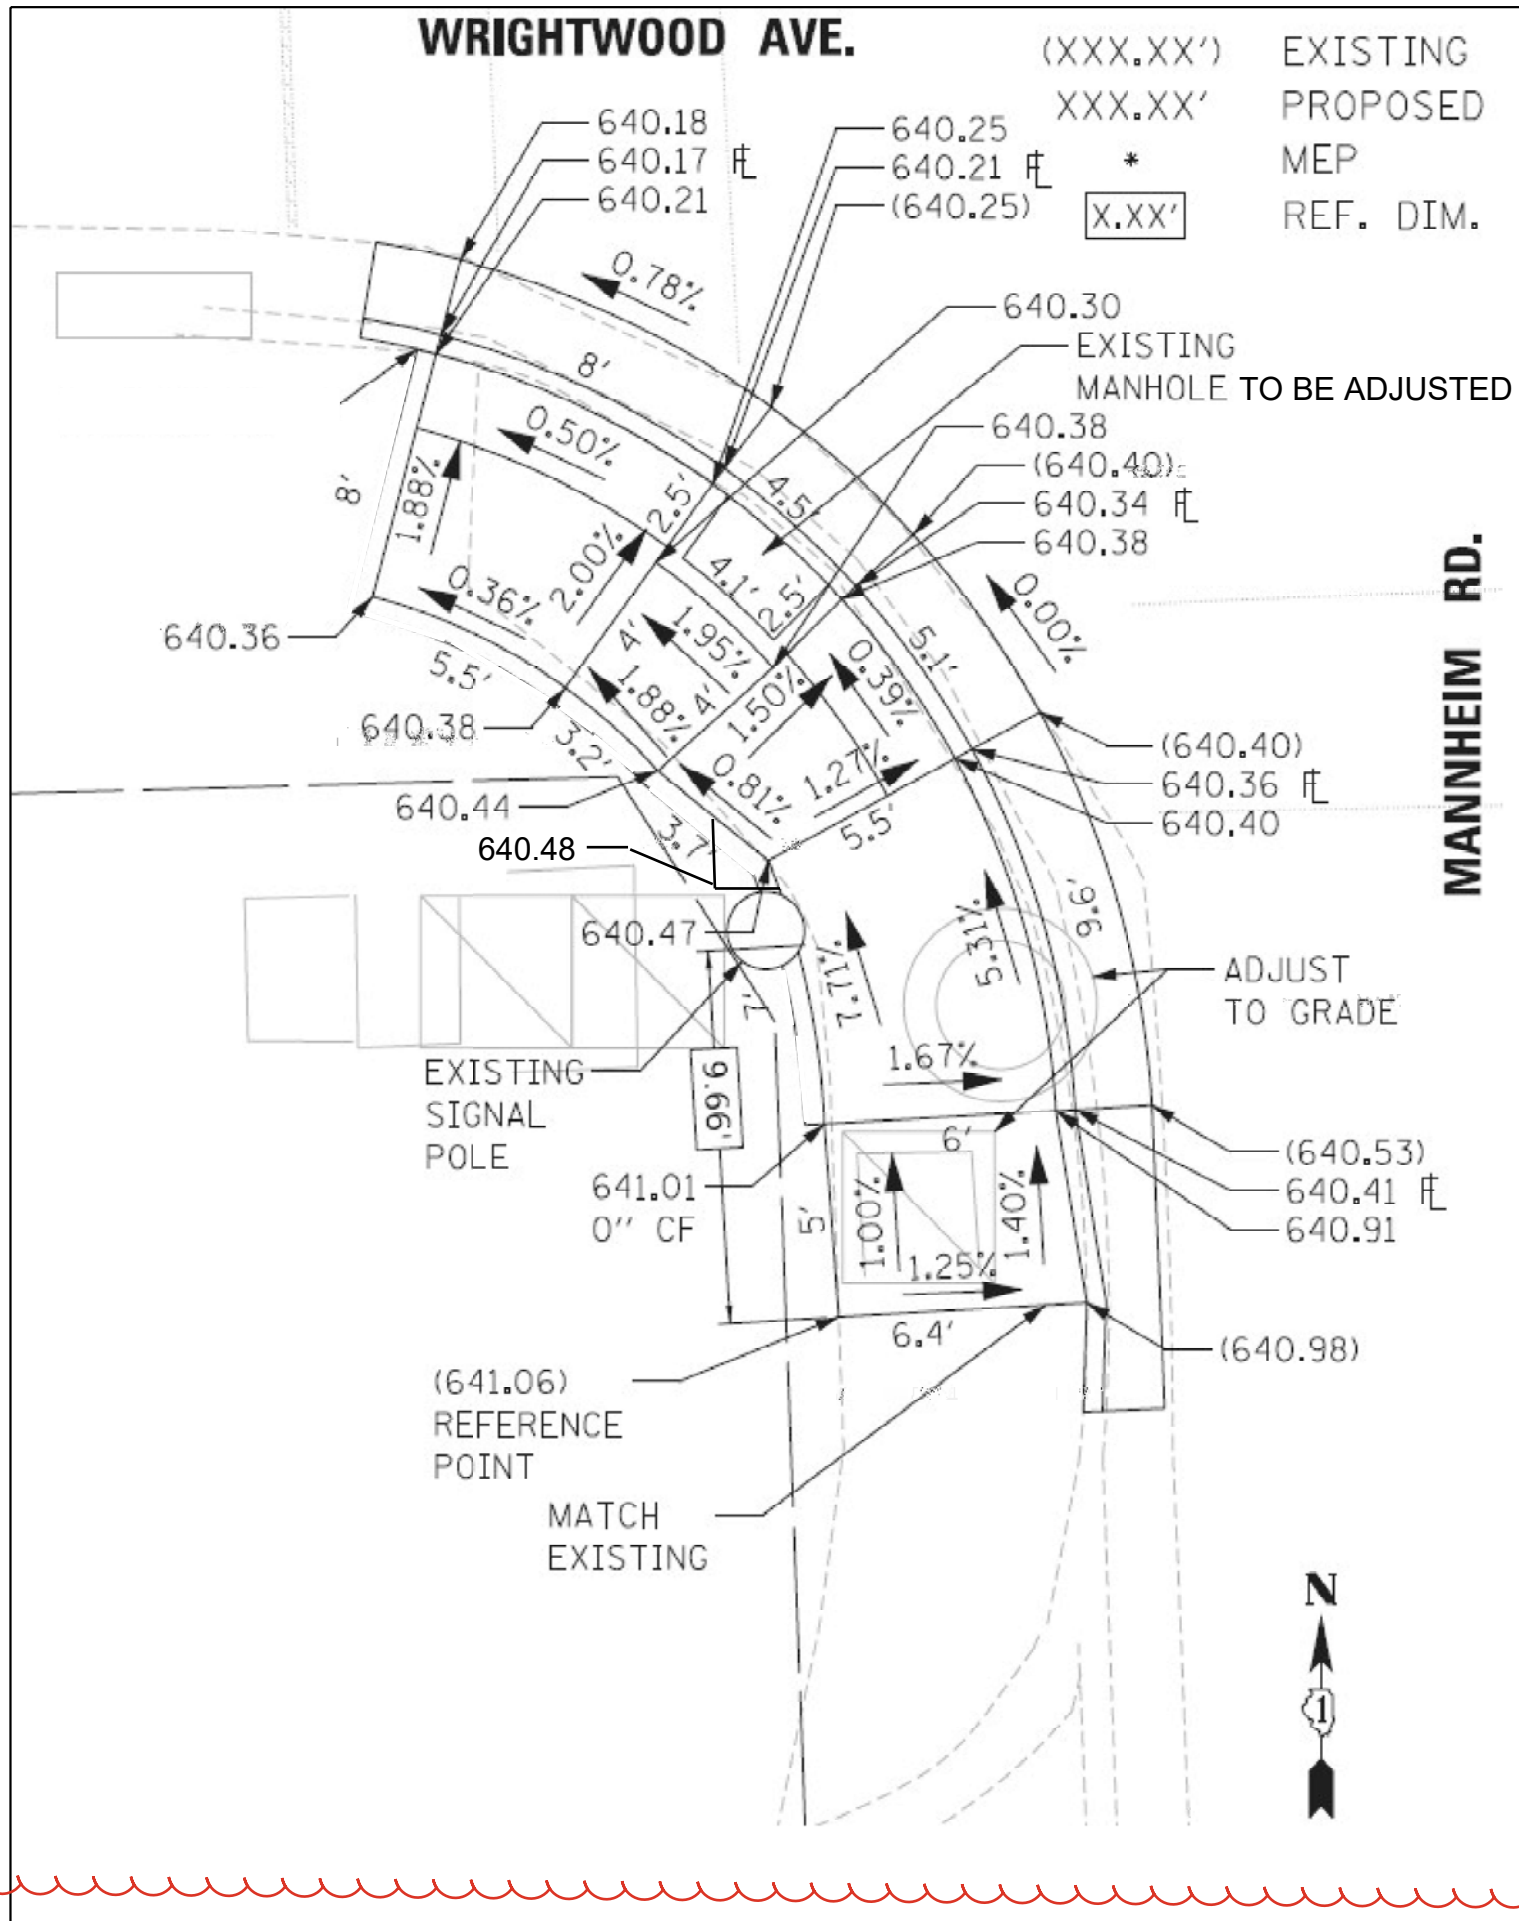 WRIGHTWOOD AVE.
(XXX.XX') EXISTING
XXX.XX' PROPOSED
* MEP
X.XX' REF. DIM.
640.18
640.17 FL
640.21
640.25
640.21 FL
(640.25)
0.78%
640.30
EXISTING
MANHOLE TO BE ADJUSTED
8'
640.38
(640.40)
640.34 FL
640.38
0.50%
4.5'
2.5'
8'
1.88%
2.00%
4.1'
2.5'
0.00%
MANNHEIM RD.
0.36%
640.36
5.5'
4'
1.95%
5.1'
0.39%
1.88%
4'
1.50%
640.38
3.2'
(640.40)
640.36 FL
640.40
0.81%
1.27%
640.44
5.5'
3.7'
640.48
640.47
9.6'
5.31%
7.71%
7'
ADJUST
TO GRADE
EXISTING
SIGNAL
POLE
9.66'
1.67%
6'
(640.53)
640.41 FL
640.91
641.01
0" CF
5'
1.00%
1.40%
1.25%
6.4'
(640.98)
(641.06)
REFERENCE
POINT
MATCH
EXISTING
N
1